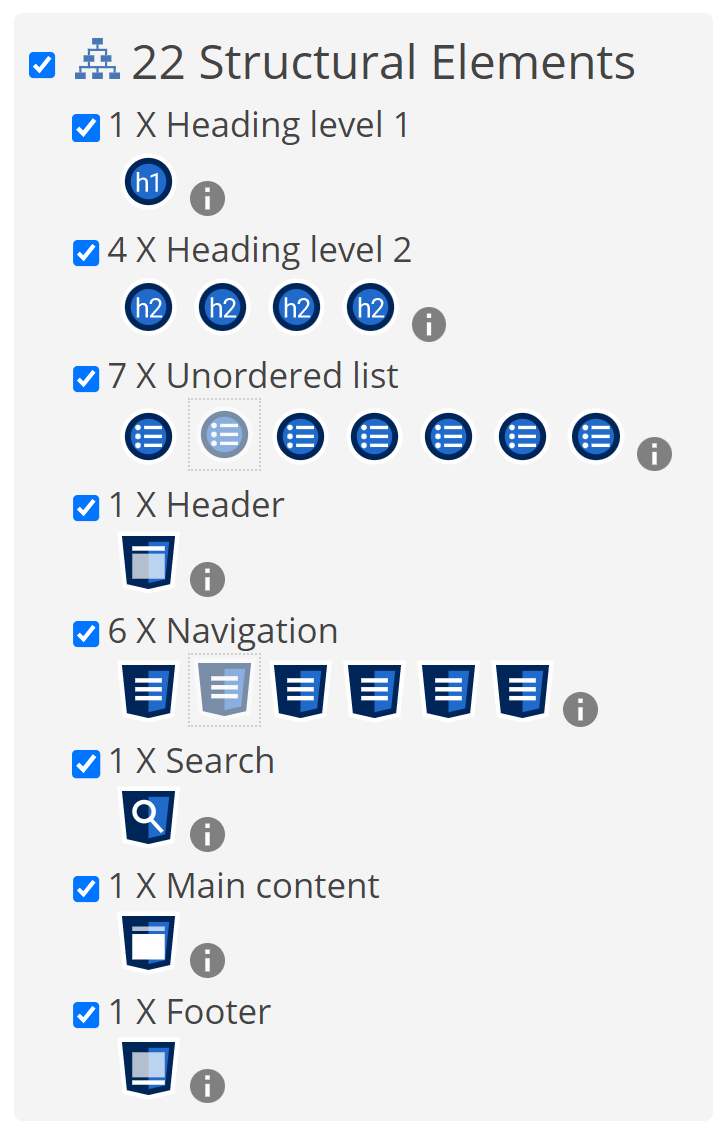 22 Structural Elements
1 X Heading level 1
h1 i
4 X Heading level 2
h2 h2 h2 h2 i
7 X Unordered list
i
1 X Header
i
6 X Navigation
i
1 X Search
i
1 X Main content
i
1 X Footer
i